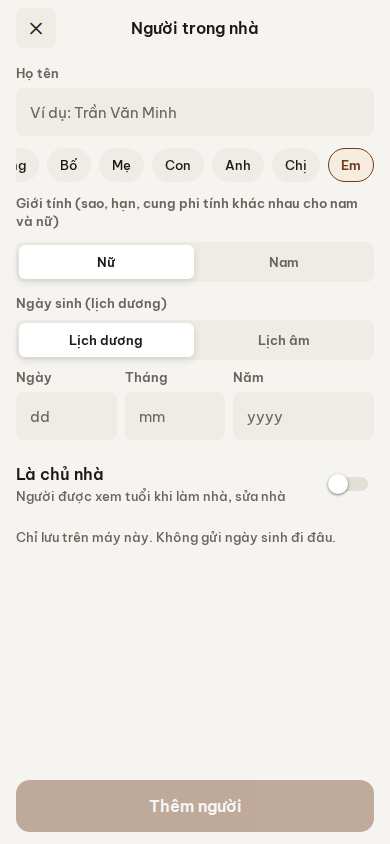 Người trong nhà
Họ tên
Ví dụ: Trần Văn Minh
Bố
Mẹ
Con
Anh
Chị
Em
Giới tính (sao, hạn, cung phi tính khác nhau cho nam
và nữ)
Nữ
Nam
Ngày sinh (lịch dương)
Lịch dương
Lịch âm
Ngày
Tháng
Năm
dd
mm
yyyy
Là chủ nhà
Người được xem tuổi khi làm nhà, sửa nhà
Chỉ lưu trên máy này. Không gửi ngày sinh đi đâu.
Thêm người